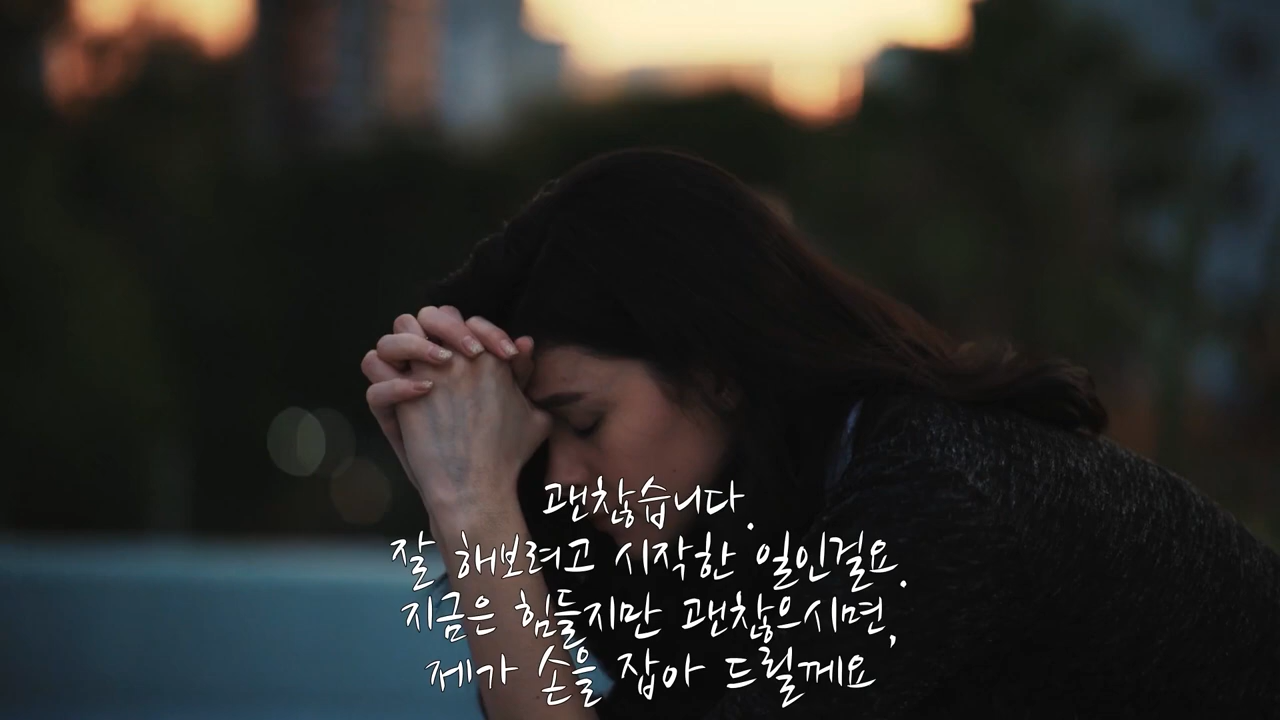 괜찮습니다.
잘 해보려고 시작한 일인걸요.
지금은 힘들지만 괜찮으시면,
제가 손을 잡아 드릴께요